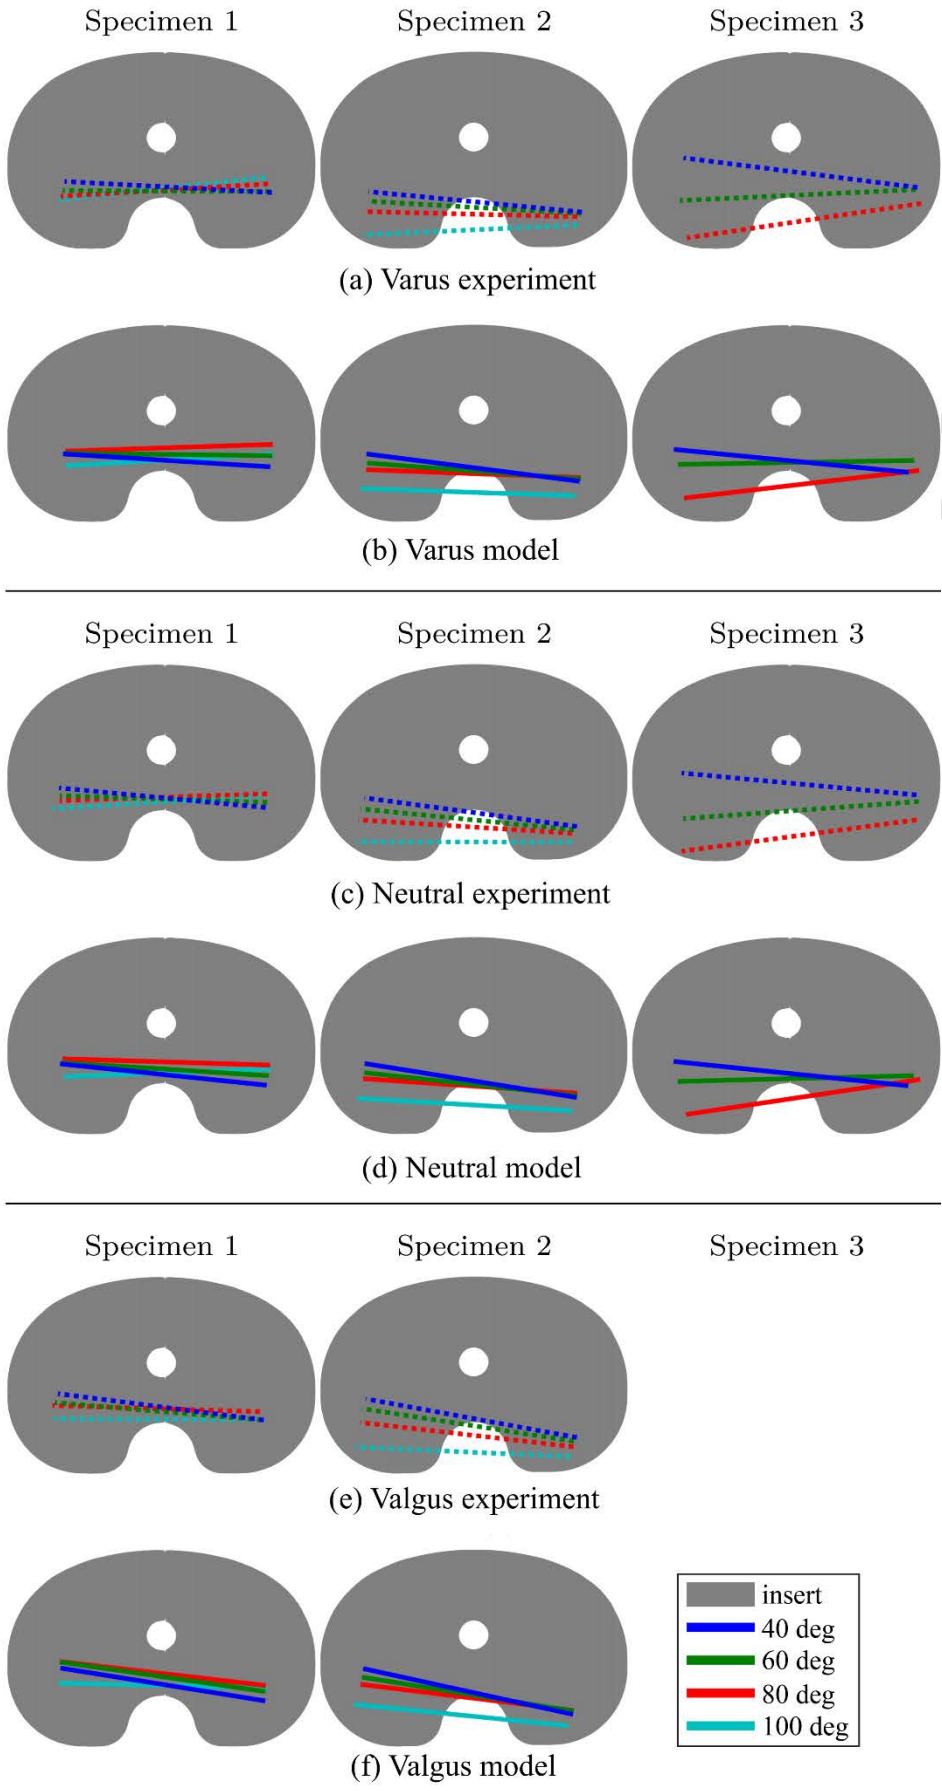 Specimen 1 Specimen 2 Specimen 3
(a) Varus experiment
(b) Varus model
Specimen 1 Specimen 2 Specimen 3
(c) Neutral experiment
(d) Neutral model
Specimen 1 Specimen 2 Specimen 3
(e) Valgus experiment
insert
40 deg
60 deg
80 deg
100 deg
(f) Valgus model